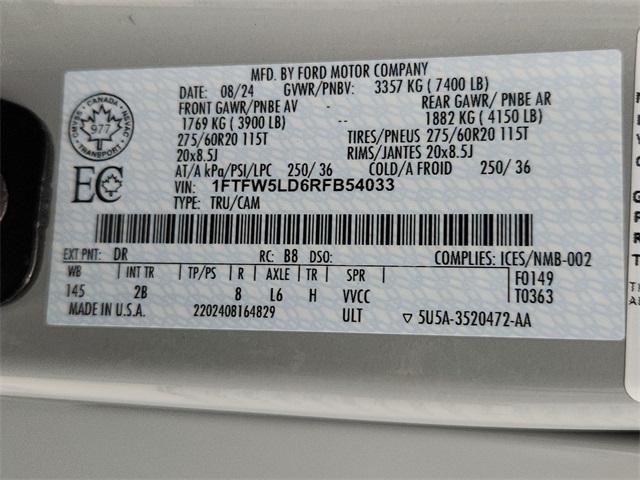 MFD. BY FORD MOTOR COMPANY
DATE: 08/24 GVWR/PNBV: 3357 KG ( 7400 LB)
FRONT GAWR/PNBE AV REAR GAWR/ PNBE AR
1769 KG ( 3900 LB) 1882 KG ( 4150 LB)
275/60R20 115T TIRES/PNEUS 275/60R20 115T
20x8.5J RIMS/JANTES 20x8.5J
AT/A kPa/PSI/LPC 250/ 36 COLD/A FROID 250/ 36
VIN: 1FTFW5LD6RFB54033
TYPE: TRU/CAM
CANADA
977
TRANSPORT
EC
EXT PNT: DR RC: B8 DSO: COMPLIES: ICES/NMB-002
WB INT TR TP/PS R AXLE TR SPR F0149
145 2B 8 L6 H VVCC T0363
MADE IN U.S.A. 2202408164829 ULT ▽ 5U5A-3520472-AA